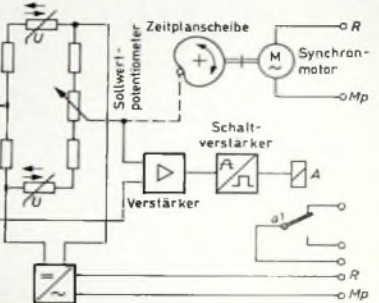 Zeitplanscheibe
R
M
~
Synchron-
motor
Mp
Sollwert-
potentiometer
U
U
Schalt-
verstärker
Verstärker
A
a1
=
~
R
Mp